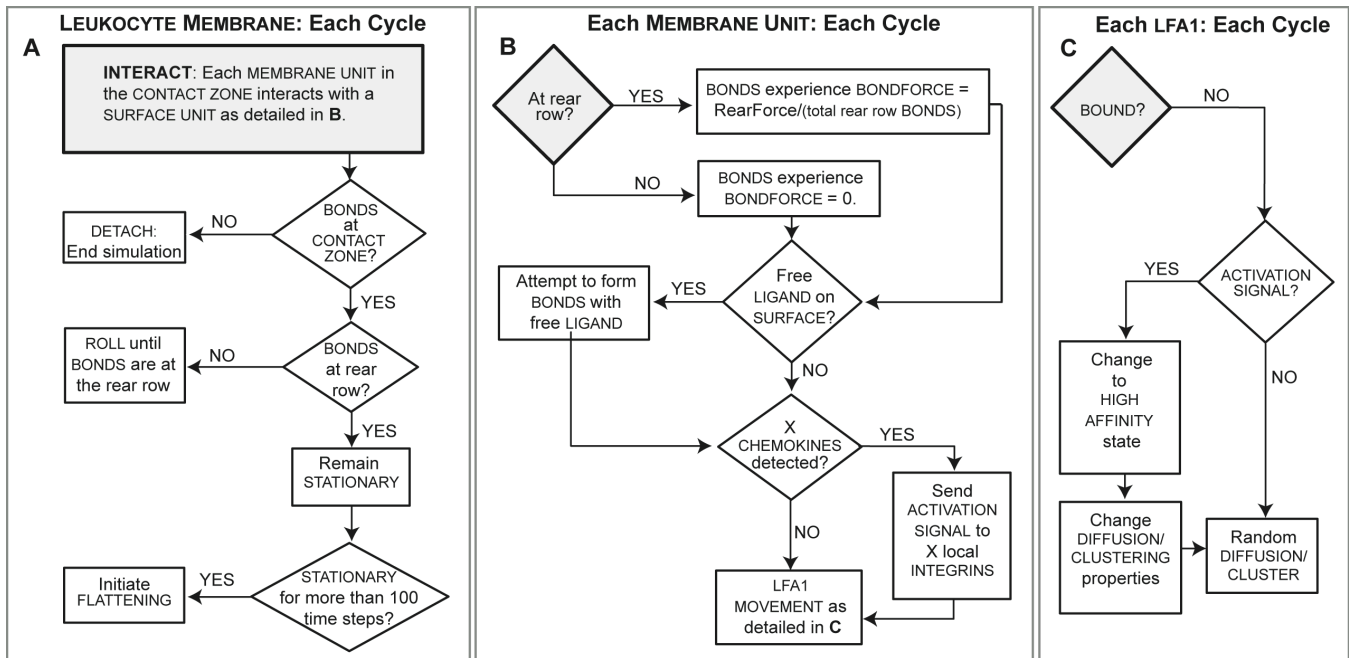 A
LEUKOCYTE MEMBRANE: Each Cycle
INTERACT: Each MEMBRANE UNIT in
the CONTACT ZONE interacts with a
SURFACE UNIT as detailed in B.
BONDS
at
CONTACT
ZONE?
NO
DETACH:
End simulation
YES
BONDS
at rear
row?
NO
ROLL until
BONDS are at
the rear row
YES
Remain
STATIONARY
STATIONARY
for more than 100
time steps?
YES
Initiate
FLATTENING
B
Each MEMBRANE UNIT: Each Cycle
At rear
row?
YES
BONDS experience BONDFORCE =
RearForce/(total rear row BONDS)
NO
BONDS experience
BONDFORCE = 0.
Free
LIGAND on
SURFACE?
YES
Attempt to form
BONDS with
free LIGAND
NO
X
CHEMOKINES
detected?
YES
Send
ACTIVATION
SIGNAL to
X local
INTEGRINS
NO
LFA1
MOVEMENT as
detailed in C
C
Each LFA1: Each Cycle
BOUND?
NO
ACTIVATION
SIGNAL?
YES
Change
to
HIGH
AFFINITY
state
NO
Change
DIFFUSION/
CLUSTERING
properties
Random
DIFFUSION/
CLUSTER